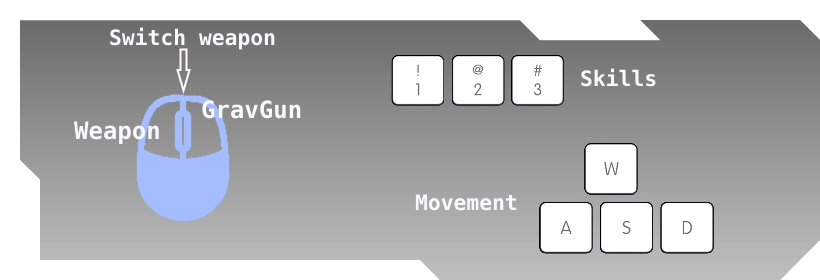 Switch weapon
GravGun
Weapon
! @ #
1 2 3
Skills
W
Movement
A S D